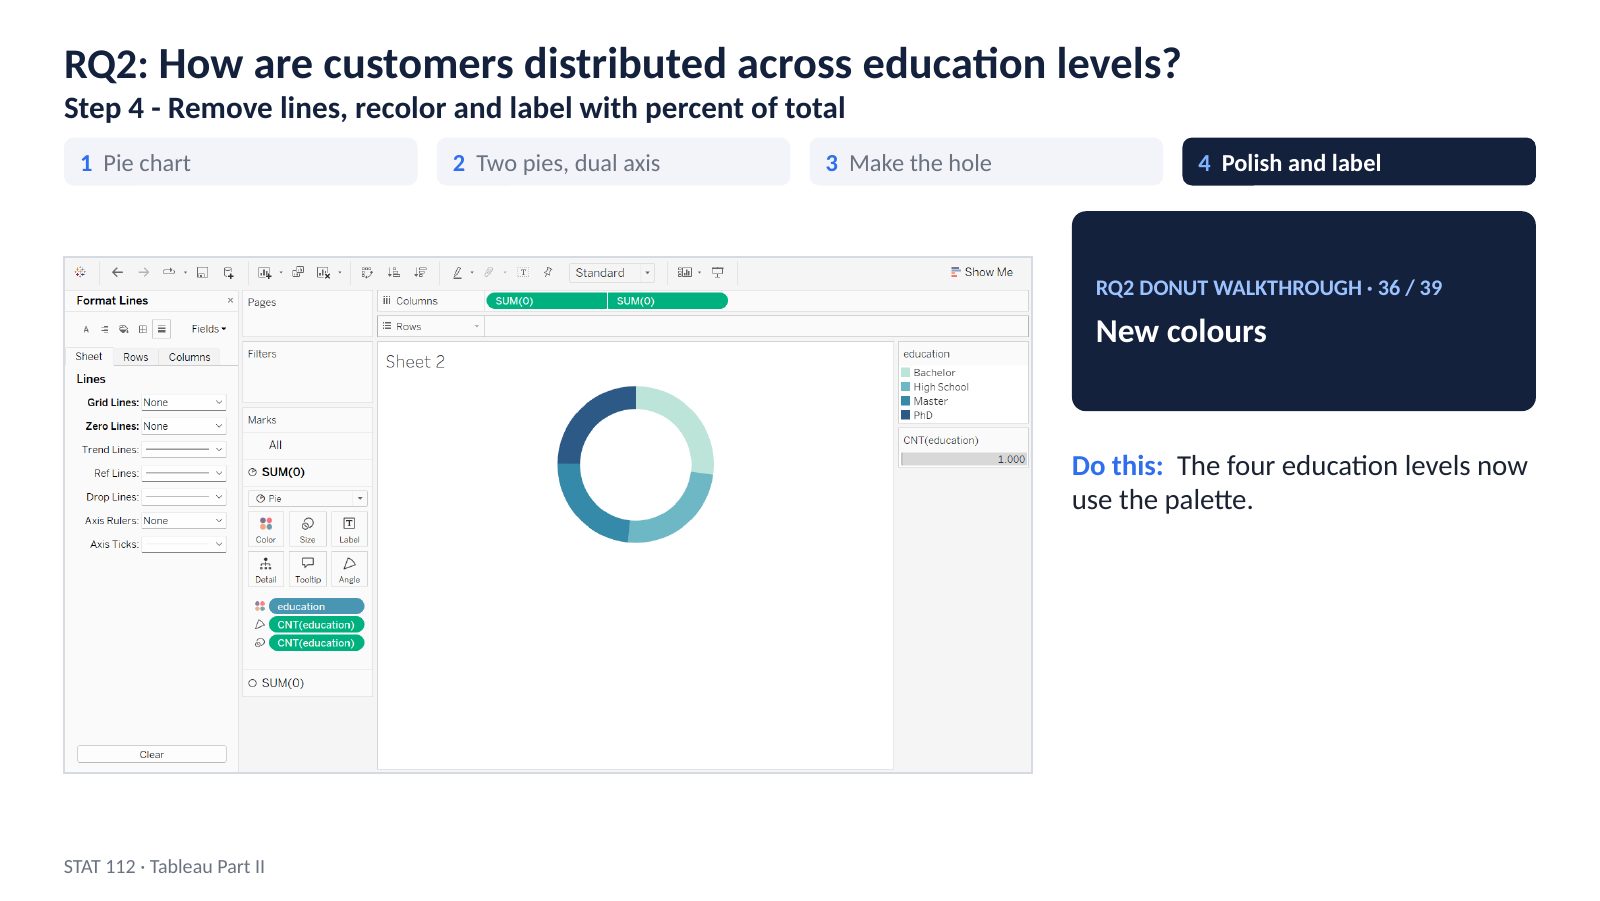 RQ2: How are customers distributed across education levels?
Step 4 - Remove lines, recolor and label with percent of total
1 Pie chart
2 Two pies, dual axis
3 Make the hole
4 Polish and label
Standard
Show Me
Format Lines
Fields
Sheet Rows Columns
Lines
Grid Lines: None
Zero Lines: None
Trend Lines:
Ref Lines:
Drop Lines:
Axis Rulers: None
Axis Ticks:
Clear
Pages
Filters
Marks
All
SUM(0)
Pie
Color Size Label
Detail Tooltip Angle
education
CNT(education)
CNT(education)
SUM(0)
Columns SUM(0) SUM(0)
Rows
Sheet 2
education
Bachelor
High School
Master
PhD
CNT(education)
1.000
RQ2 DONUT WALKTHROUGH · 36 / 39
New colours
Do this: The four education levels now
use the palette.
STAT 112 · Tableau Part II